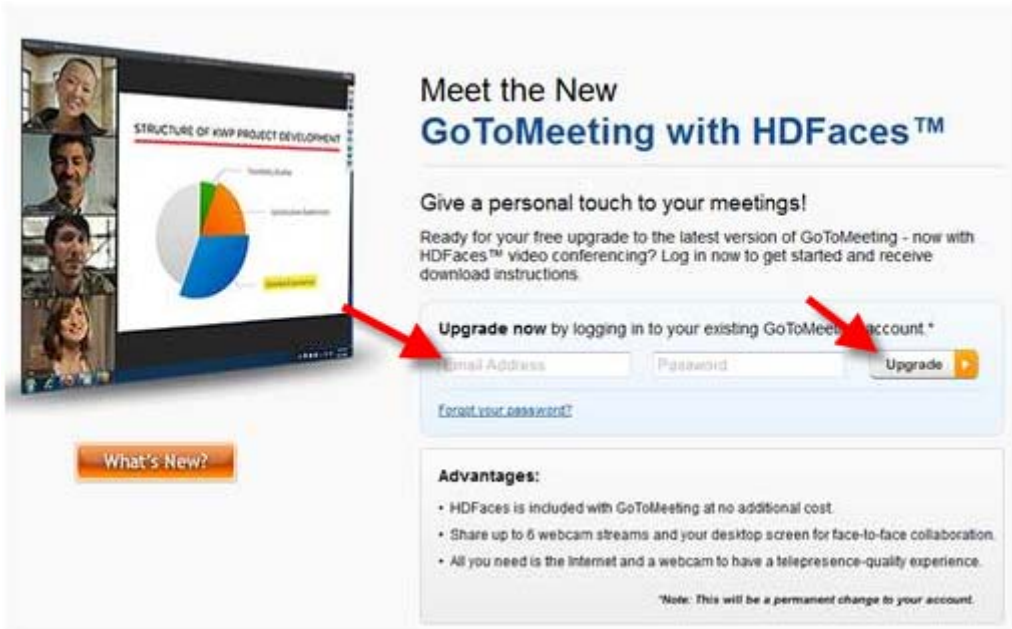 STRUCTURE OF KWP PROJECT DEVELOPMENT
Meet the New
GoToMeeting with HDFaces™
Give a personal touch to your meetings!
Ready for your free upgrade to the latest version of GoToMeeting - now with
HDFaces™ video conferencing? Log in now to get started and receive
download instructions.
Upgrade now by logging in to your existing GoToMeeting account.*
Email Address
Password
Upgrade
Forgot your password?
What's New?
Advantages:
• HDFaces is included with GoToMeeting at no additional cost.
• Share up to 6 webcam streams and your desktop screen for face-to-face collaboration.
• All you need is the Internet and a webcam to have a telepresence-quality experience.
*Note: This will be a permanent change to your account.